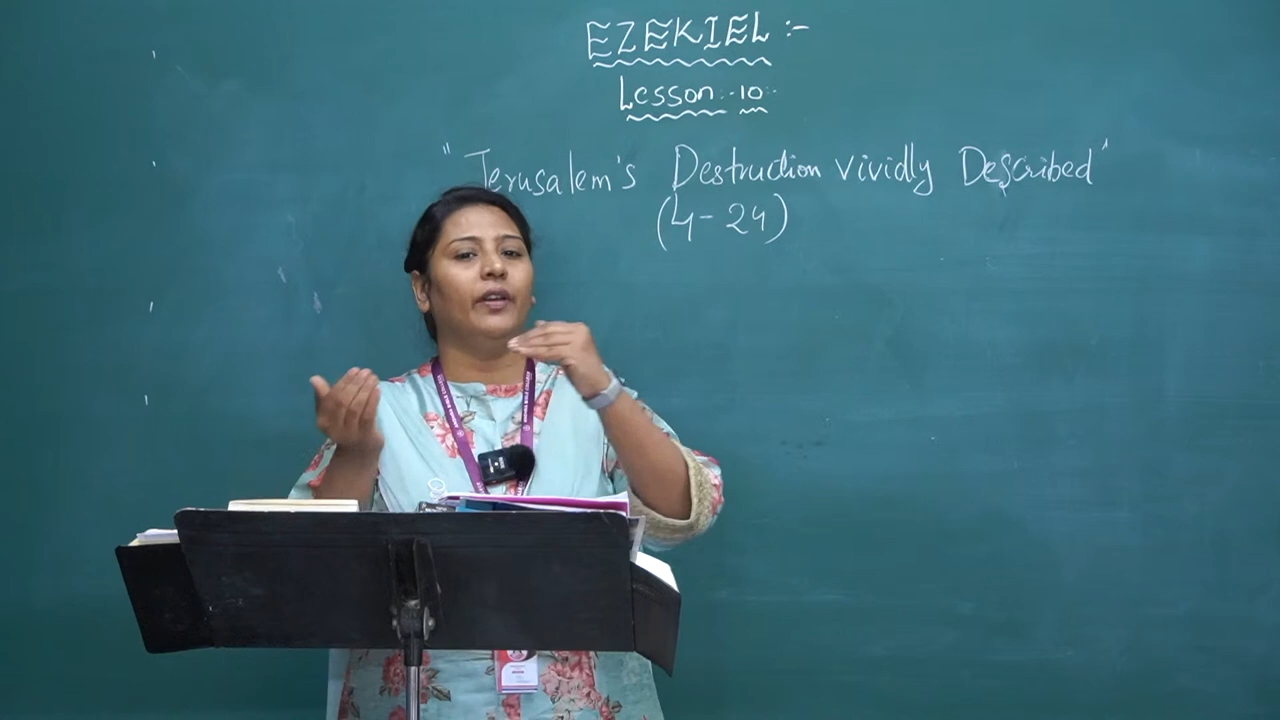 EZEKIEL :-
Lesson :- 10 :-
" Jerusalem's Destruction vividly Described "
(4-24)